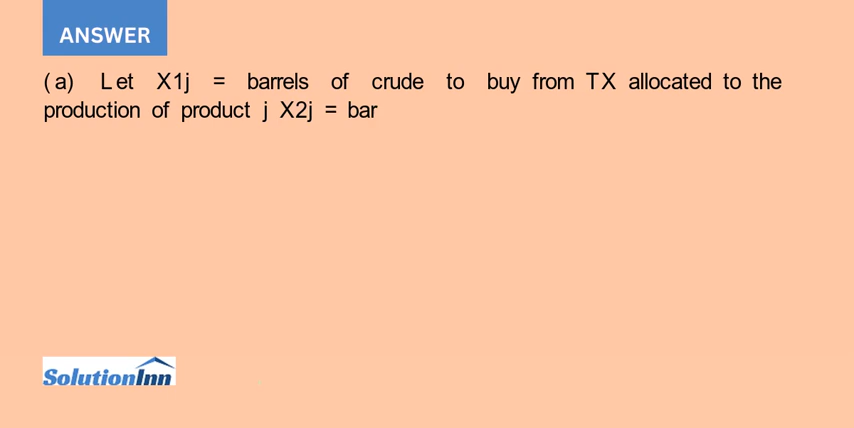 ANSWER
(a) Let X1j = barrels of crude to buy from TX allocated to the
production of product j X2j = bar
SolutionInn